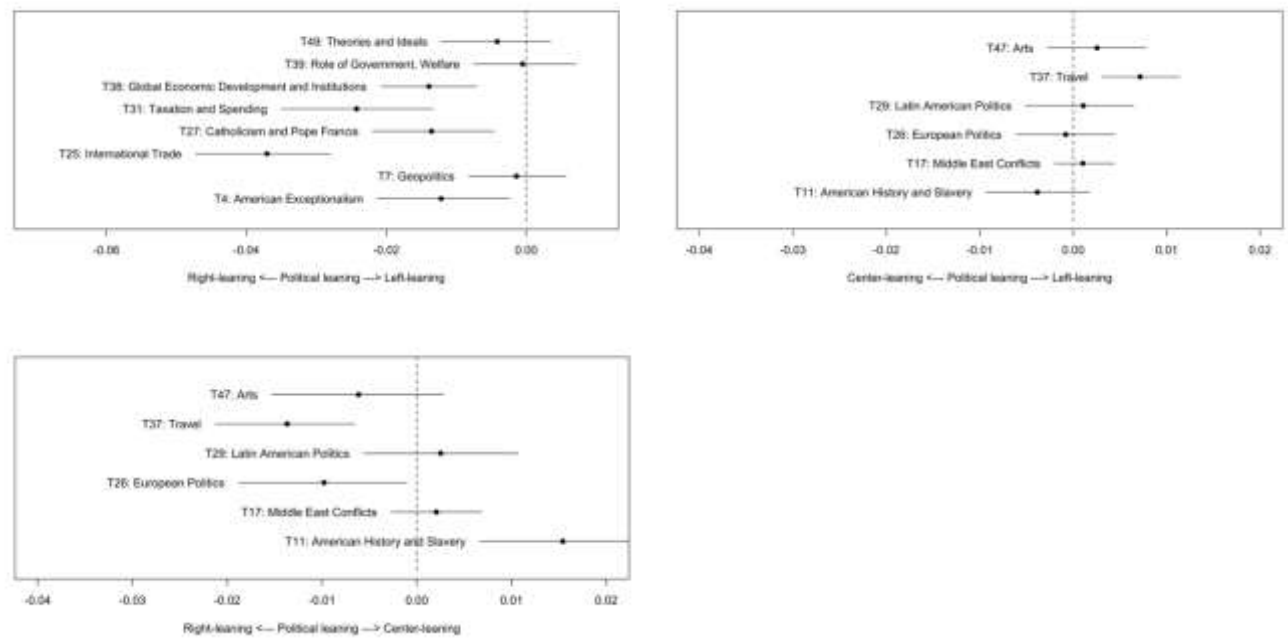 T49: Theories and Ideals
T39: Role of Government, Welfare
T38: Global Economic Development and Institutions
T31: Taxation and Spending
T27: Catholicism and Pope Francis
T25: International Trade
T7: Geopolitics
T4: American Exceptionalism
-0.06 -0.04 -0.02 0.00
Right-leaning <--- Political leaning ---> Left-leaning
T47: Arts
T37: Travel
T29: Latin American Politics
T26: European Politics
T17: Middle East Conflicts
T11: American History and Slavery
-0.04 -0.03 -0.02 -0.01 0.00 0.01 0.02
Center-leaning <--- Political leaning ---> Left-leaning
T47: Arts
T37: Travel
T29: Latin American Politics
T26: European Politics
T17: Middle East Conflicts
T11: American History and Slavery
-0.04 -0.03 -0.02 -0.01 0.00 0.01 0.02
Right-leaning <--- Political leaning ---> Center-leaning